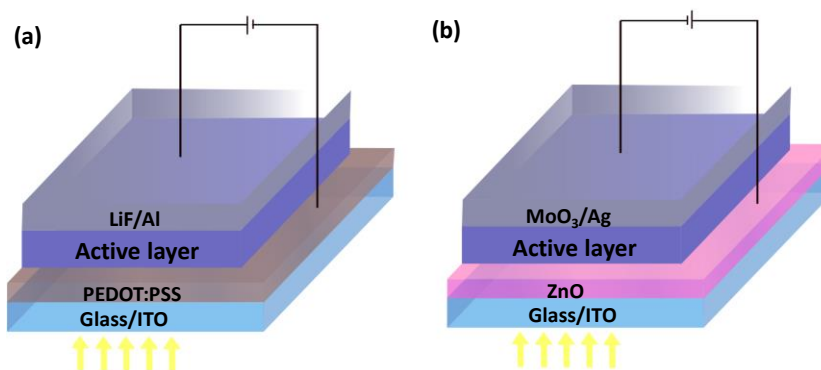 (a)
LiF/Al
Active layer
PEDOT:PSS
Glass/ITO
(b)
MoO₃/Ag
Active layer
ZnO
Glass/ITO